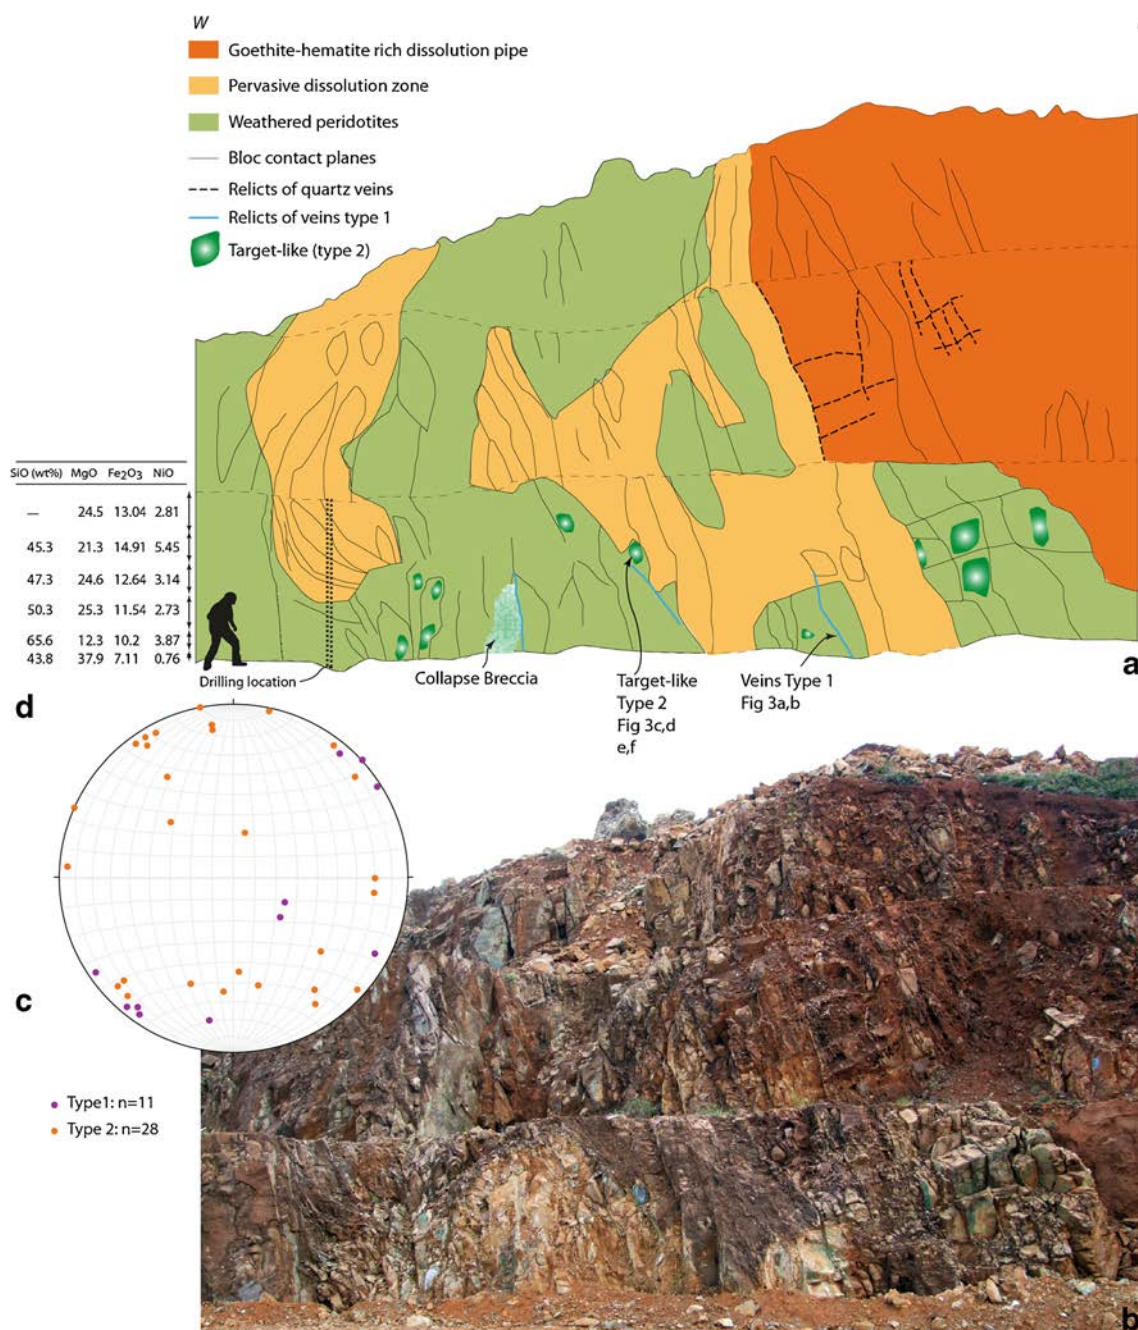 W
Goethite-hematite rich dissolution pipe
Pervasive dissolution zone
Weathered peridotites
Bloc contact planes
Relicts of quartz veins
Relicts of veins type 1
Target-like (type 2)
SiO (wt%) MgO Fe2O3 NiO
— 24.5 13.04 2.81
45.3 21.3 14.91 5.45
47.3 24.6 12.64 3.14
50.3 25.3 11.54 2.73
65.6 12.3 10.2 3.87
43.8 37.9 7.11 0.76
Drilling location
Collapse Breccia
Target-like
Type 2
Fig 3c,d
e,f
Veins Type 1
Fig 3a,b
a
d
c
Type1: n=11
Type 2: n=28
b